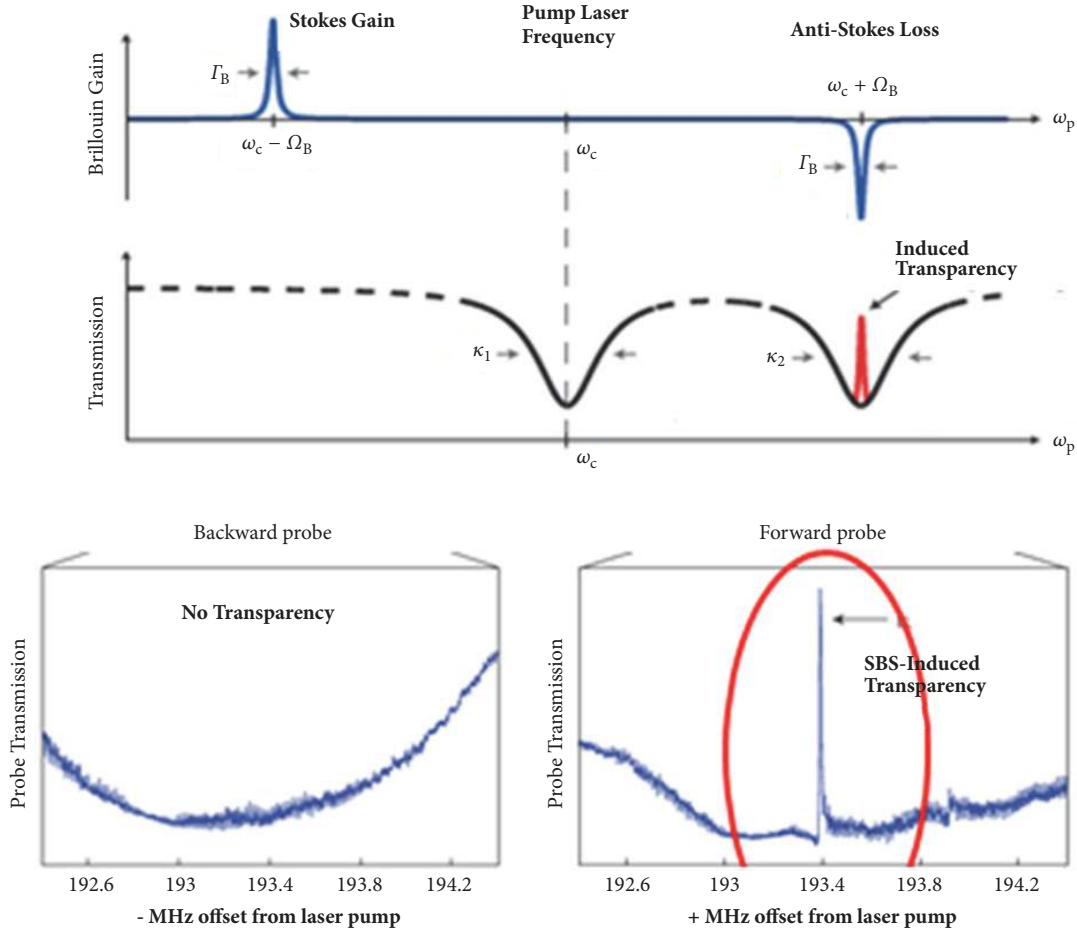 Stokes Gain
Pump Laser
Frequency
Anti-Stokes Loss
Brillouin Gain
Γ_B
ω_c − Ω_B
ω_c
ω_c + Ω_B
Γ_B
ω_p
Transmission
κ_1
κ_2
Induced
Transparency
ω_c
ω_p
Backward probe
No Transparency
Probe Transmission
192.6 193 193.4 193.8 194.2
- MHz offset from laser pump
Forward probe
SBS-Induced
Transparency
Probe Transmission
192.6 193 193.4 193.8 194.2
+ MHz offset from laser pump